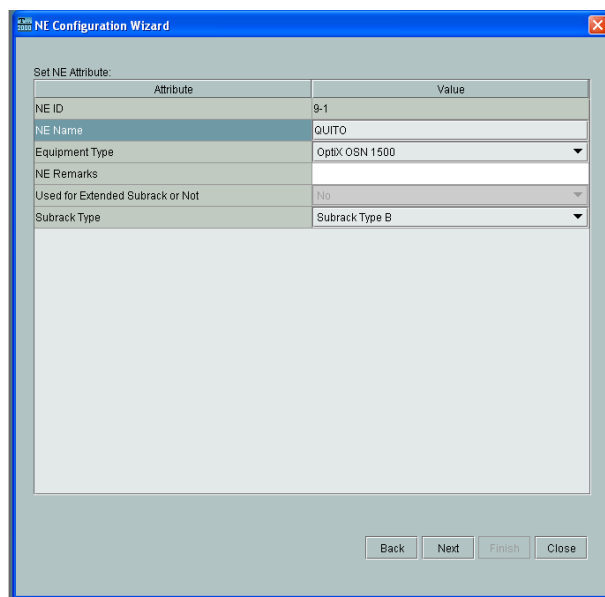 NE Configuration Wizard
Set NE Attribute:
Attribute Value
NE ID 9-1
NE Name QUITO
Equipment Type OptiX OSN 1500
NE Remarks
Used for Extended Subrack or Not No
Subrack Type Subrack Type B
Back Next Finish Close